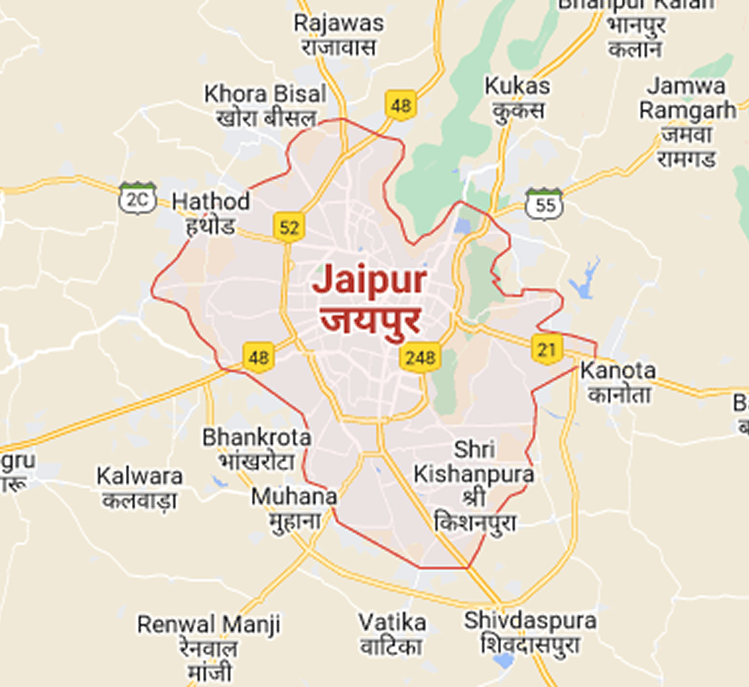 Bhanpur Kalan
भानपुर
कलान
Rajawas
राजावास
Khora Bisal
खोरा बीसल
48
Kukas
कुकस
Jamwa
Ramgarh
जमवा
रामगड
2C
Hathod
हथोड
52
55
Jaipur
जयपुर
48
248
21
Kanota
कानोता
Bhankrota
भांखरोटा
Shri
Kishanpura
श्री
किशनपुरा
Kalwara
कलवाड़ा
Muhana
मुहाना
Renwal Manji
रेनवाल
मांजी
Vatika
वाटिका
Shivdaspura
शिवदासपुरा